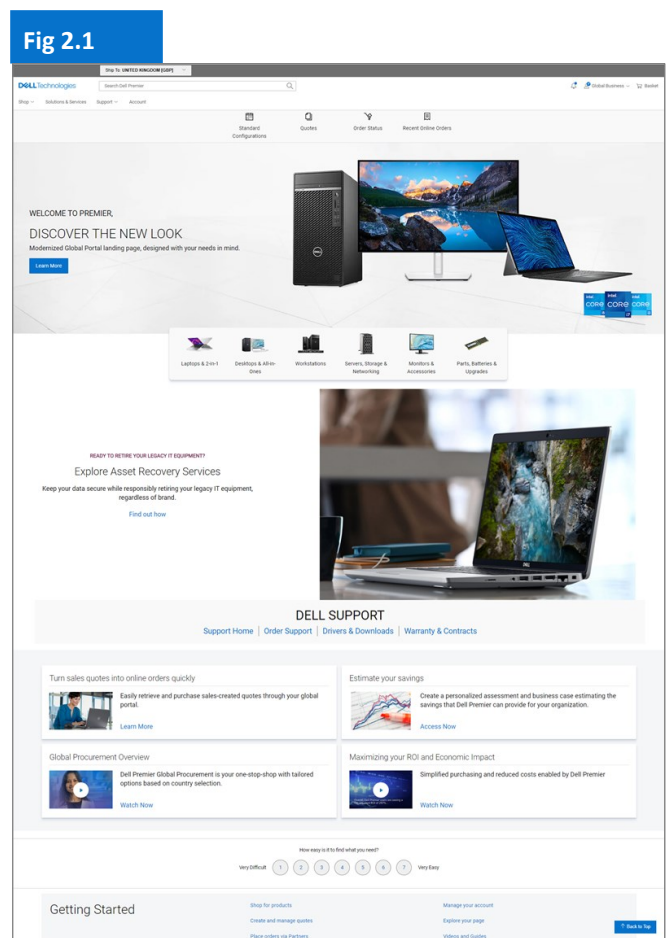 Fig 2.1
Ship To: UNITED KINGDOM [GBP]
DELLTechnologies
Search Dell Premier
Global Business
Basket
Shop
Solutions & Services
Support
Account
Standard
Configurations
Quotes
Order Status
Recent Online Orders
WELCOME TO PREMIER,
DISCOVER THE NEW LOOK
Modernized Global Portal landing page, designed with your needs in mind.
Learn More
intel
CORE
intel
CORE
intel
CORE
Laptops & 2-in-1
Desktops & All-in-
Ones
Workstations
Servers, Storage &
Networking
Monitors &
Accessories
Parts, Batteries &
Upgrades
READY TO RETIRE YOUR LEGACY IT EQUIPMENT?
Explore Asset Recovery Services
Keep your data secure while responsibly retiring your legacy IT equipment,
regardless of brand.
Find out how
DELL SUPPORT
Support Home | Order Support | Drivers & Downloads | Warranty & Contracts
Turn sales quotes into online orders quickly
Easily retrieve and purchase sales-created quotes through your global
portal.
Learn More
Estimate your savings
Create a personalized assessment and business case estimating the
savings that Dell Premier can provide for your organization.
Access Now
Global Procurement Overview
Dell Premier Global Procurement is your one-stop-shop with tailored
options based on country selection.
Watch Now
Maximizing your ROI and Economic Impact
Simplified purchasing and reduced costs enabled by Dell Premier
Watch Now
How easy is it to find what you need?
Very Difficult 1 2 3 4 5 6 7 Very Easy
Getting Started
Shop for products
Create and manage quotes
Place orders via Partners
Manage your account
Explore your page
Videos and Guides
Back to Top